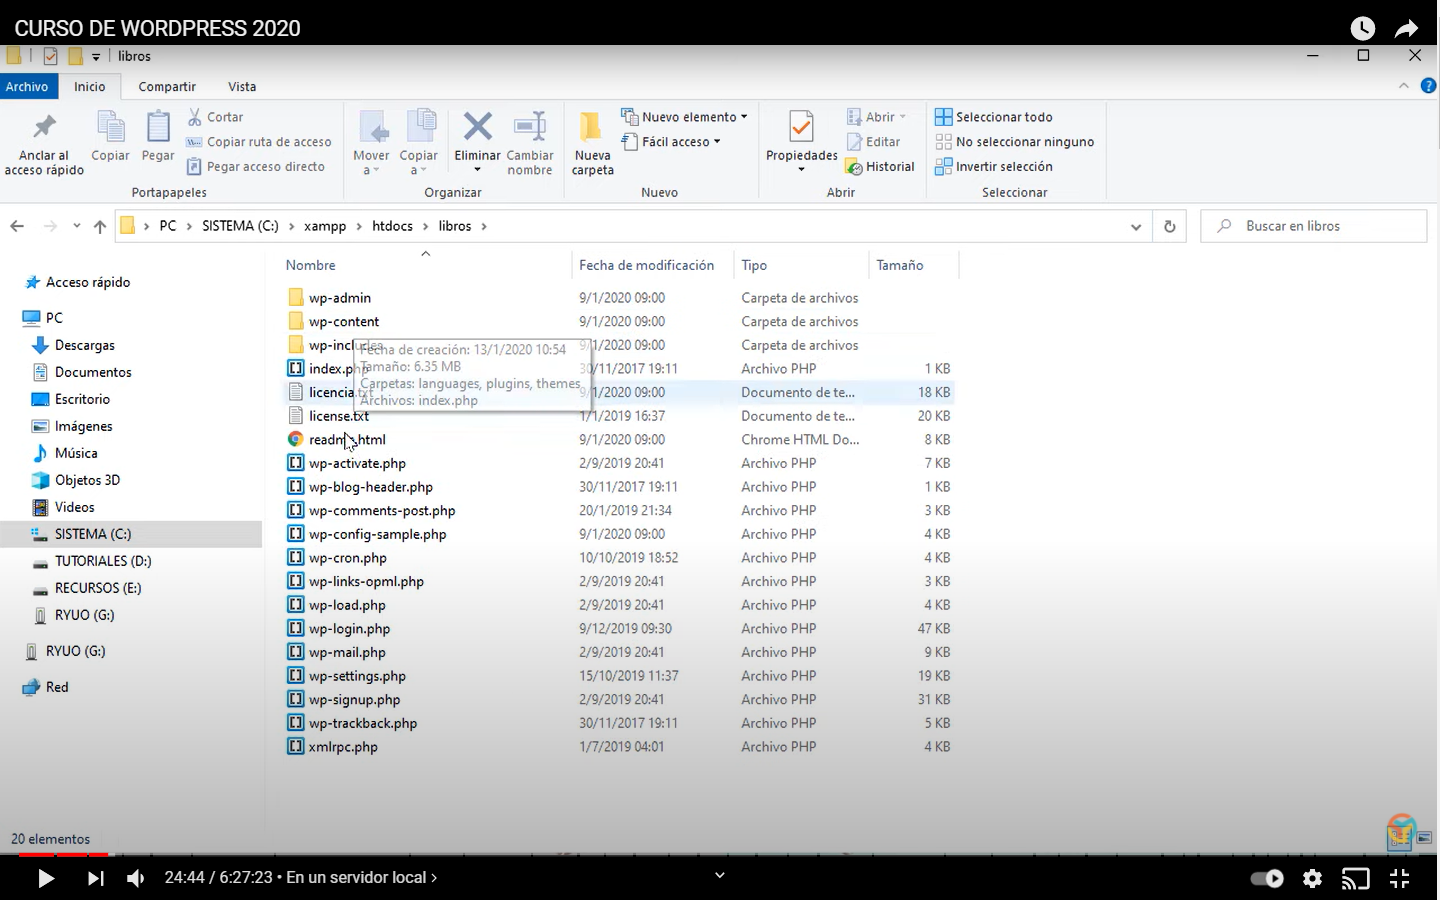 CURSO DE WORDPRESS 2020
libros
Archivo Inicio Compartir Vista
Anclar al acceso rápido
Copiar
Pegar
Cortar
Copiar ruta de acceso
Pegar acceso directo
Portapapeles
Mover a
Copiar a
Eliminar
Cambiar nombre
Organizar
Nueva carpeta
Nuevo elemento
Fácil acceso
Nuevo
Propiedades
Abrir
Editar
Historial
Abrir
Seleccionar todo
No seleccionar ninguno
Invertir selección
Seleccionar
PC > SISTEMA (C:) > xampp > htdocs > libros >
Buscar en libros
Acceso rápido
PC
Descargas
Documentos
Escritorio
Imágenes
Música
Objetos 3D
Videos
SISTEMA (C:)
TUTORIALES (D:)
RECURSOS (E:)
RYUO (G:)
RYUO (G:)
Red
Nombre Fecha de modificación Tipo Tamaño
wp-admin 9/1/2020 09:00 Carpeta de archivos
wp-content 9/1/2020 09:00 Carpeta de archivos
wp-includes 9/1/2020 09:00 Carpeta de archivos
index.php 30/11/2017 19:11 Archivo PHP 1 KB
licencia.txt 9/1/2020 09:00 Documento de te... 18 KB
license.txt 1/1/2019 16:37 Documento de te... 20 KB
readme.html 9/1/2020 09:00 Chrome HTML Do... 8 KB
wp-activate.php 2/9/2019 20:41 Archivo PHP 7 KB
wp-blog-header.php 30/11/2017 19:11 Archivo PHP 1 KB
wp-comments-post.php 20/1/2019 21:34 Archivo PHP 3 KB
wp-config-sample.php 9/1/2020 09:00 Archivo PHP 4 KB
wp-cron.php 10/10/2019 18:52 Archivo PHP 4 KB
wp-links-opml.php 2/9/2019 20:41 Archivo PHP 3 KB
wp-load.php 2/9/2019 20:41 Archivo PHP 4 KB
wp-login.php 9/12/2019 09:30 Archivo PHP 47 KB
wp-mail.php 2/9/2019 20:41 Archivo PHP 9 KB
wp-settings.php 15/10/2019 11:37 Archivo PHP 19 KB
wp-signup.php 2/9/2019 20:41 Archivo PHP 31 KB
wp-trackback.php 30/11/2017 19:11 Archivo PHP 5 KB
xmlrpc.php 1/7/2019 04:01 Archivo PHP 4 KB
Fecha de creación: 13/1/2020 10:54
Tamaño: 6.35 MB
Carpetas: languages, plugins, themes
Archivos: index.php
20 elementos
24:44 / 6:27:23 • En un servidor local >